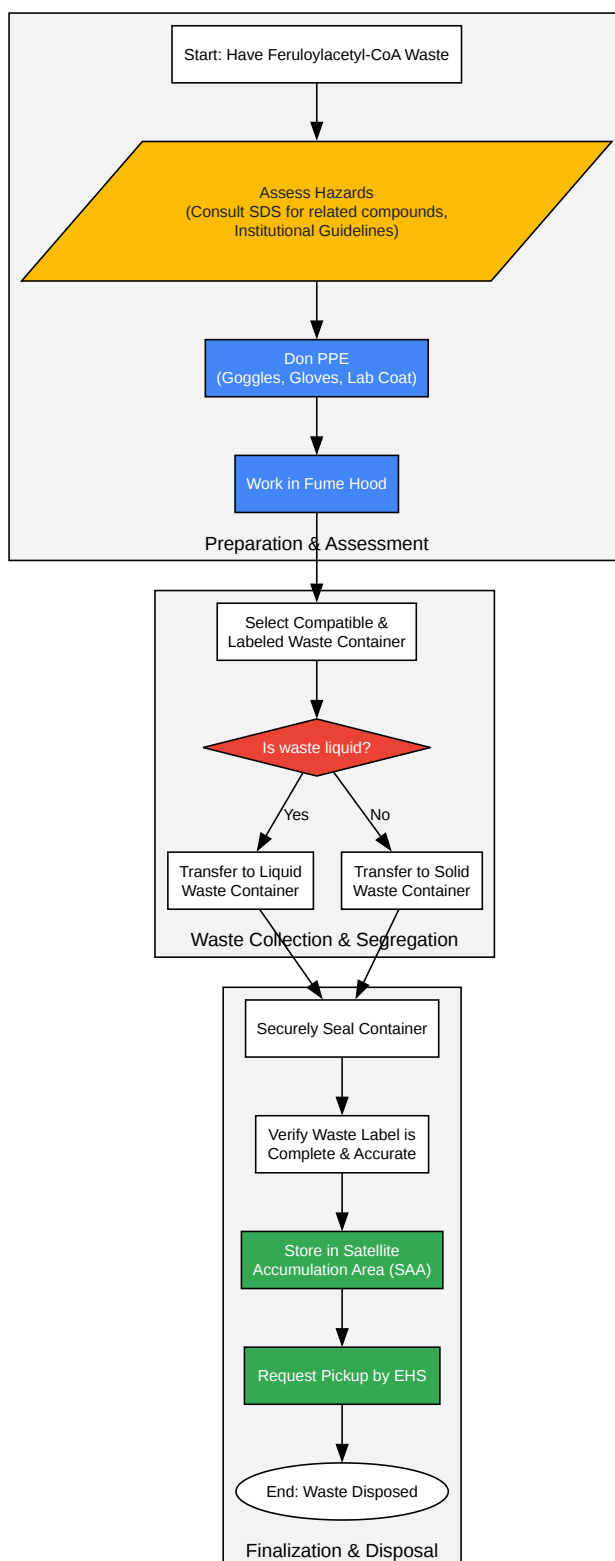 Start: Have Feruloylacetyl-CoA Waste
Assess Hazards
(Consult SDS for related compounds,
Institutional Guidelines)
Don PPE
(Goggles, Gloves, Lab Coat)
Work in Fume Hood
Preparation & Assessment
Select Compatible &
Labeled Waste Container
Is waste liquid?
Yes
No
Transfer to Liquid
Waste Container
Transfer to Solid
Waste Container
Waste Collection & Segregation
Securely Seal Container
Verify Waste Label is
Complete & Accurate
Store in Satellite
Accumulation Area (SAA)
Request Pickup by EHS
End: Waste Disposed
Finalization & Disposal